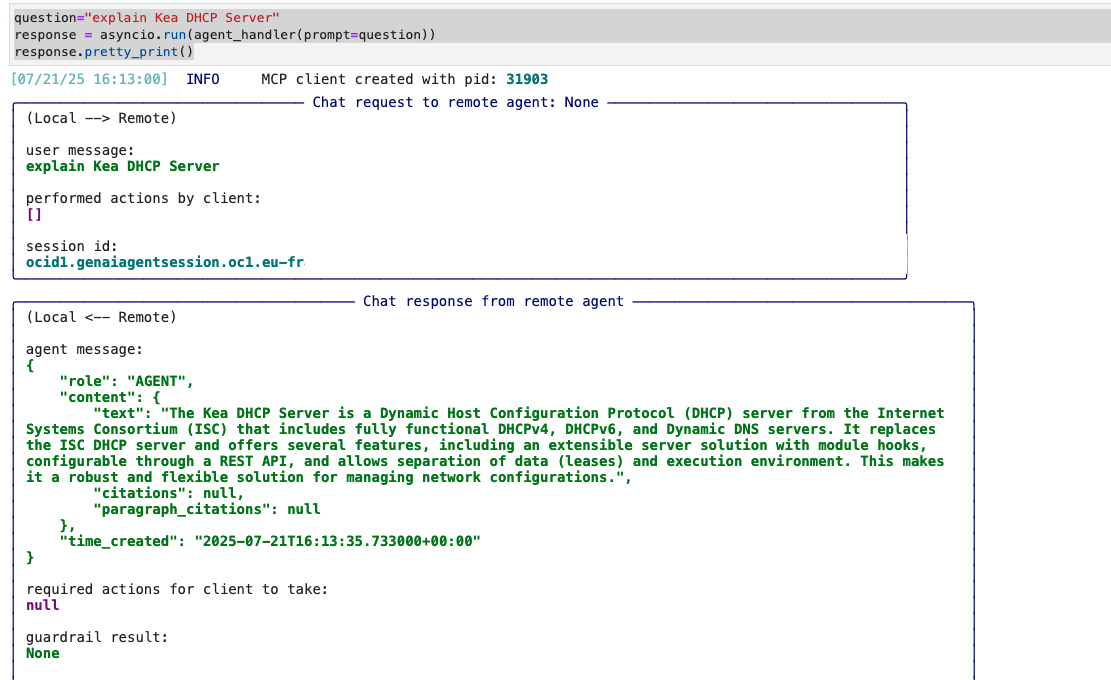 question="explain Kea DHCP Server"
response = asyncio.run(agent_handler(prompt=question))
response.pretty_print()
[07/21/25 16:13:00] INFO MCP client created with pid: 31903
Chat request to remote agent: None
(Local --> Remote)
user message:
explain Kea DHCP Server
performed actions by client:
[]
session id:
ocid1.genaiagentsession.oc1.eu-fr
Chat response from remote agent
(Local <-- Remote)
agent message:
{
"role": "AGENT",
"content": {
"text": "The Kea DHCP Server is a Dynamic Host Configuration Protocol (DHCP) server from the Internet
Systems Consortium (ISC) that includes fully functional DHCPv4, DHCPv6, and Dynamic DNS servers. It replaces
the ISC DHCP server and offers several features, including an extensible server solution with module hooks,
configurable through a REST API, and allows separation of data (leases) and execution environment. This makes
it a robust and flexible solution for managing network configurations.",
"citations": null,
"paragraph_citations": null
},
"time_created": "2025-07-21T16:13:35.733000+00:00"
}
required actions for client to take:
null
guardrail result:
None